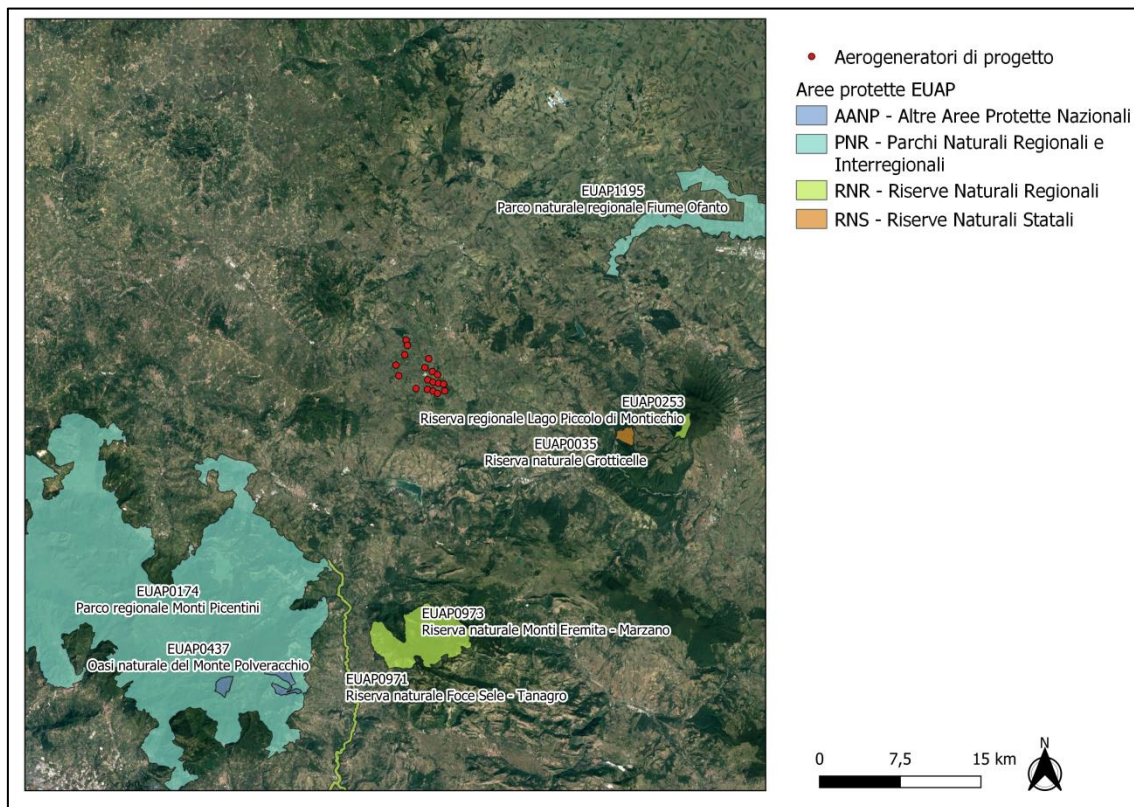 EUAP1195
Parco naturale regionale Fiume Ofanto
EUAP0253
Riserva regionale Lago Piccolo di Monticchio
EUAP0035
Riserva naturale Grotticelle
EUAP0174
Parco regionale Monti Picentini
EUAP0973
Riserva naturale Monti Eremita - Marzano
EUAP0437
Oasi naturale del Monte Polveracchio
EUAP0971
Riserva naturale Foce Sele - Tanagro
Aerogeneratori di progetto
Aree protette EUAP
AANP - Altre Aree Protette Nazionali
PNR - Parchi Naturali Regionali e
Interregionali
RNR - Riserve Naturali Regionali
RNS - Riserve Naturali Statali
0 7,5 15 km
N